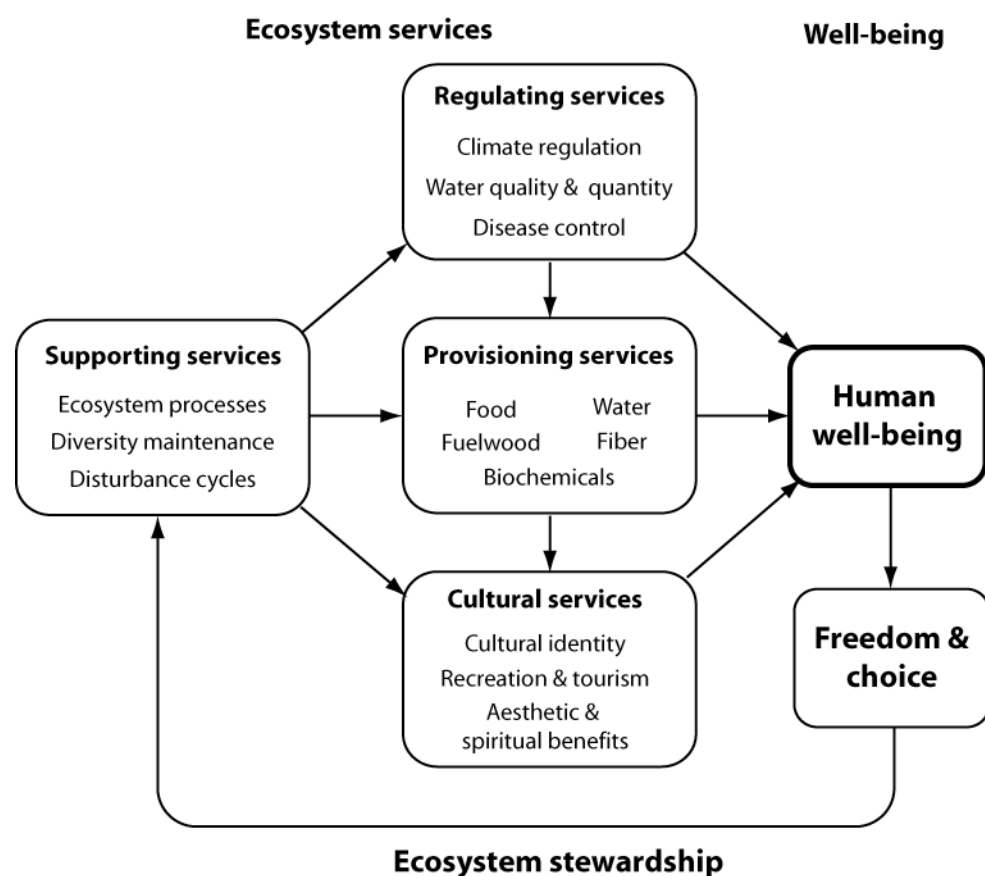 Ecosystem services
Well-being
Regulating services
Climate regulation
Water quality & quantity
Disease control
Supporting services
Ecosystem processes
Diversity maintenance
Disturbance cycles
Provisioning services
Food Water
Fuelwood Fiber
Biochemicals
Human
well-being
Cultural services
Cultural identity
Recreation & tourism
Aesthetic &
spiritual benefits
Freedom &
choice
Ecosystem stewardship